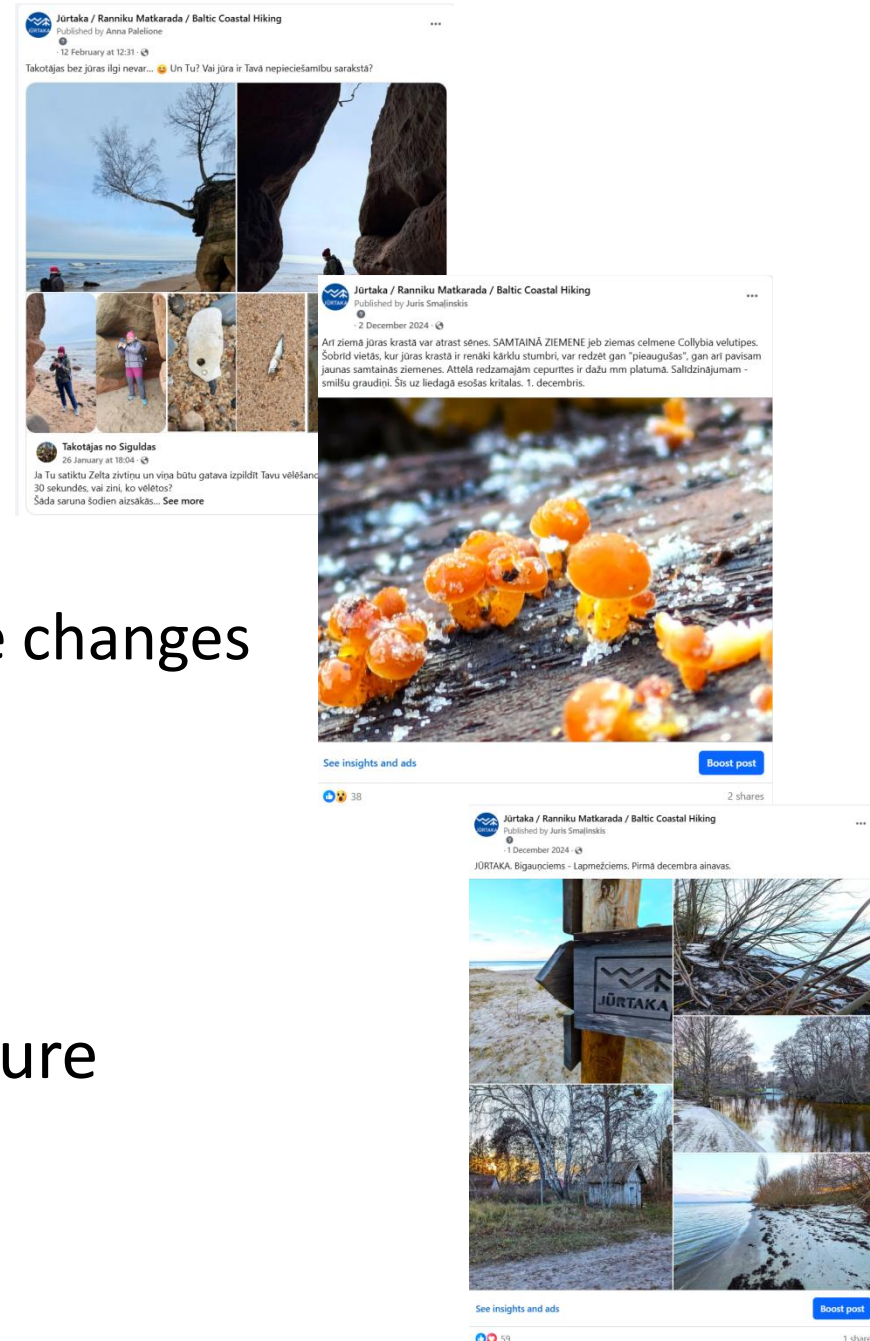 Jūrtaka / Ranniku Matkarada / Baltic Coastal Hiking
Published by Anna Palelione
12 February at 12:31
Takotājas bez jūras ilgi nevar... 😄 Un Tu? Vai jūra ir Tavā nepieciešamību sarakstā?
Takotājas no Siguldas
26 January at 18:04
Ja Tu satiktu Zelta zivtiņu un viņa būtu gatava izpildīt Tavu
30 sekundēs, vai zini, ko vēlētos?
Šāda saruna šodien aizsākās... See more
Jūrtaka / Ranniku Matkarada / Baltic Coastal Hiking
Published by Juris Smaļinskis
2 December 2024
Arī ziemā jūras krastā var atrast sēnes. SAMTAINĀ ZIEMENE jeb ziemas celmene Collybia velutipes.
Šobrīd vietās, kur jūras krastā ir renāki kārklu stumbri, var redzēt gan "pieaugušas", gan arī pavisam
jaunas samtainās ziemenes. Attēlā redzamajām cepurītes ir dažu mm platumā. Salīdzinājumam -
smilšu graudiņi. Šīs uz liedagā esošas kritalas. 1. decembris.
See insights and ads
Boost post
38
2 shares
e changes
ure
Jūrtaka / Ranniku Matkarada / Baltic Coastal Hiking
Published by Juris Smaļinskis
1 December 2024
JŪRTAKA. Bigauņciems - Lapmežciems. Pirmā decembra ainavas.
JŪRTAKA
See insights and ads
Boost post
59
1 share